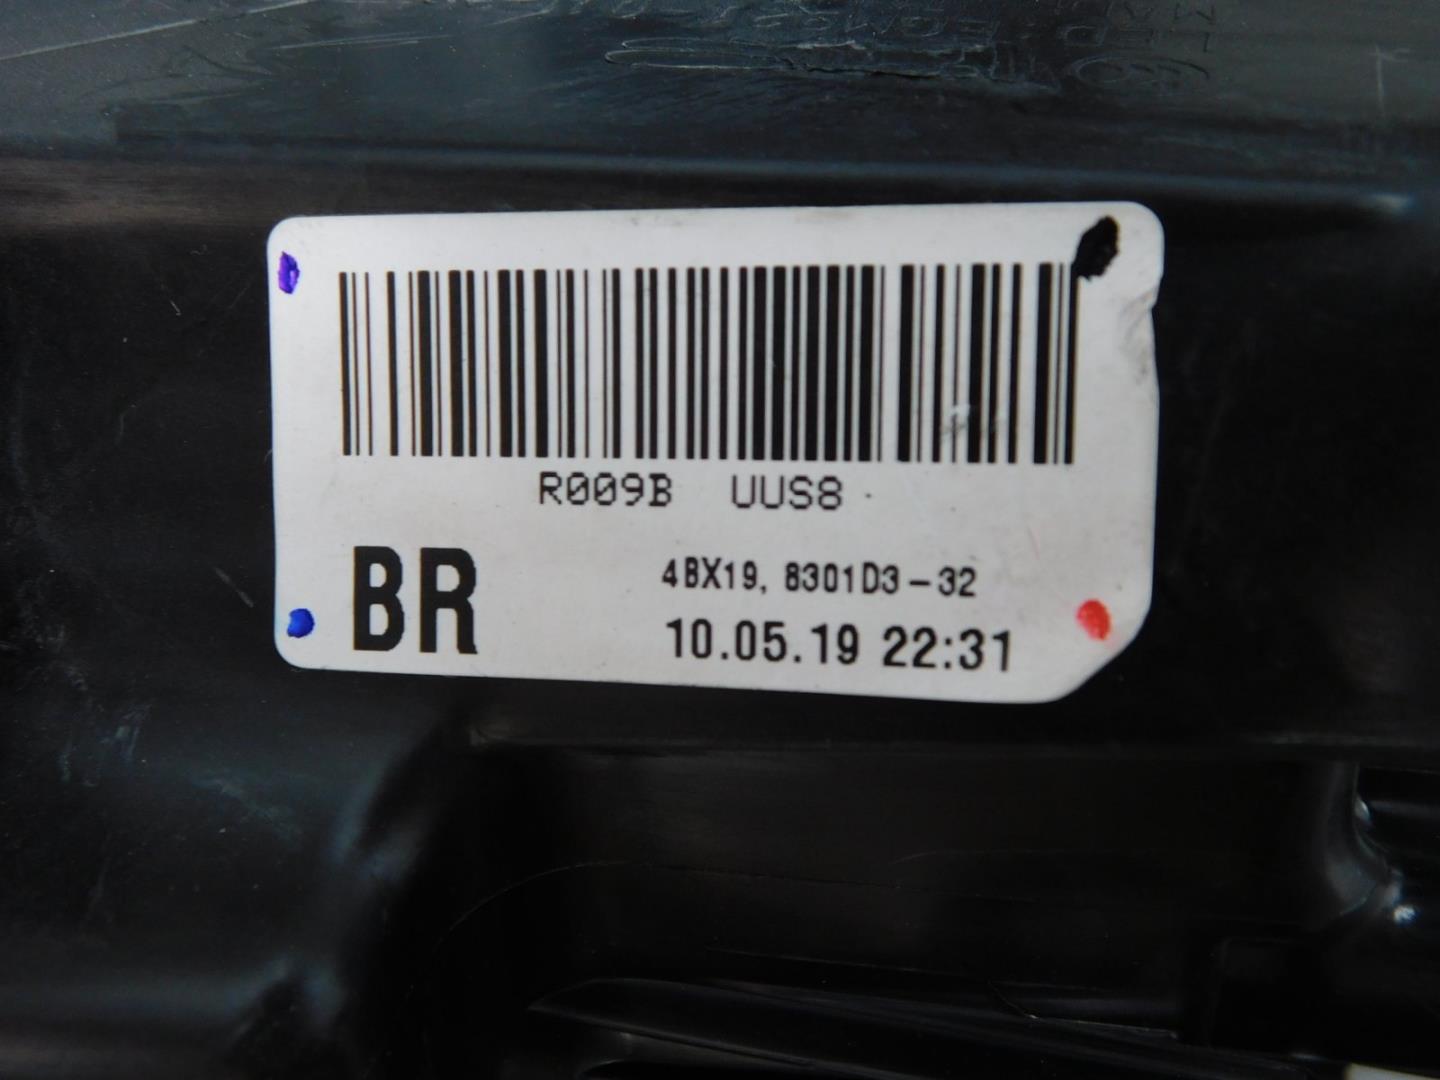 R009B UUS8
BR
4BX19, 8301D3-32
10.05.19 22:31